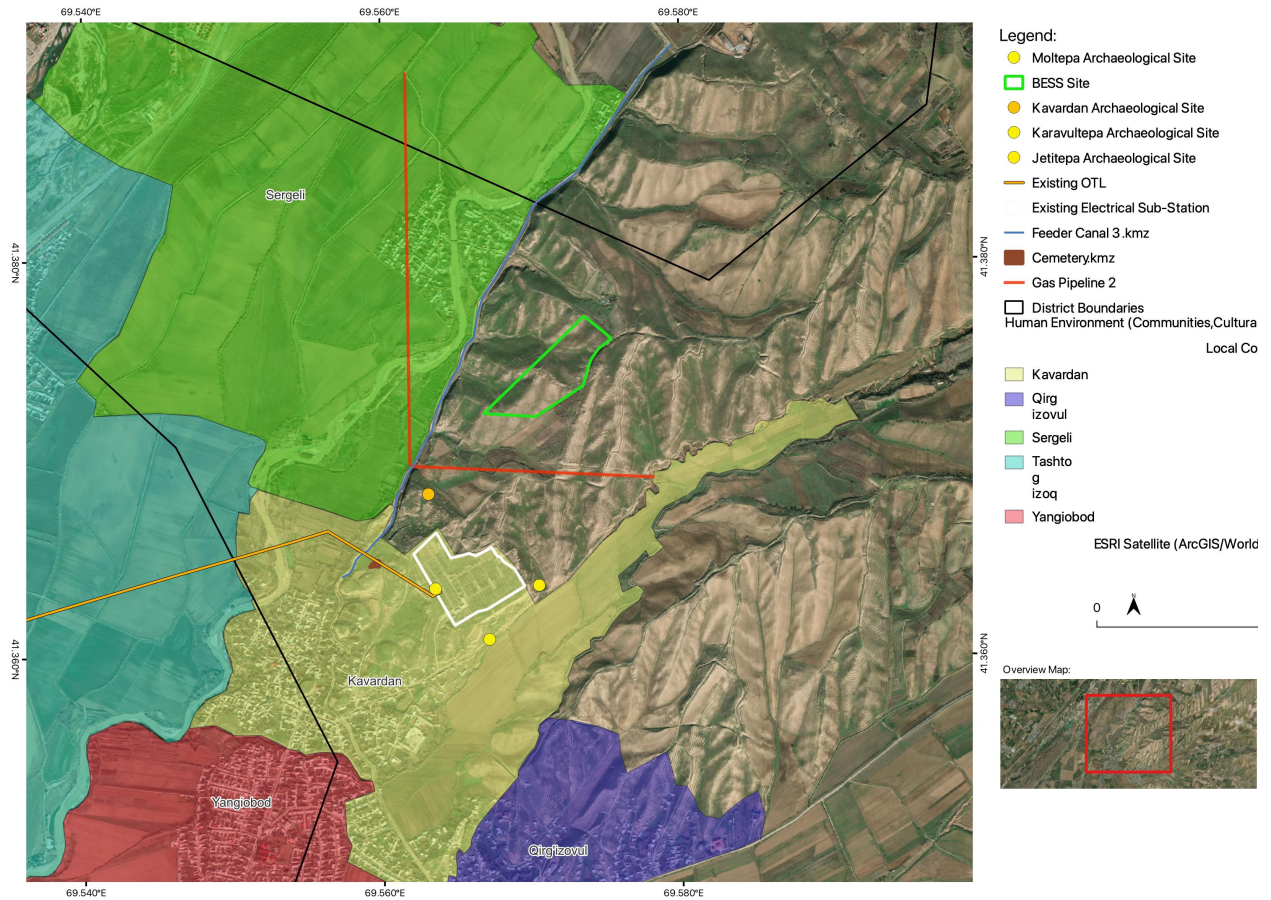 69.540°E
69.560°E
69.580°E
Legend:
Moltepa Archaeological Site
BESS Site
Kavardan Archaeological Site
Karavultepa Archaeological Site
Jetitepa Archaeological Site
Existing OTL
Existing Electrical Sub-Station
Feeder Canal 3 .kmz
Cemetery.kmz
Gas Pipeline 2
District Boundaries
Human Environment (Communities,Cultura
Local Co
Kavardan
Qirg
izovul
Sergeli
Tashto
g
izoq
Yangiobod
ESRI Satellite (ArcGIS/World
0
N
Overview Map:
Sergeli
Kavardan
Yangiobod
Qirg'izovul
41.380°N
41.360°N
41.380°N
41.360°N
69.540°E
69.560°E
69.580°E